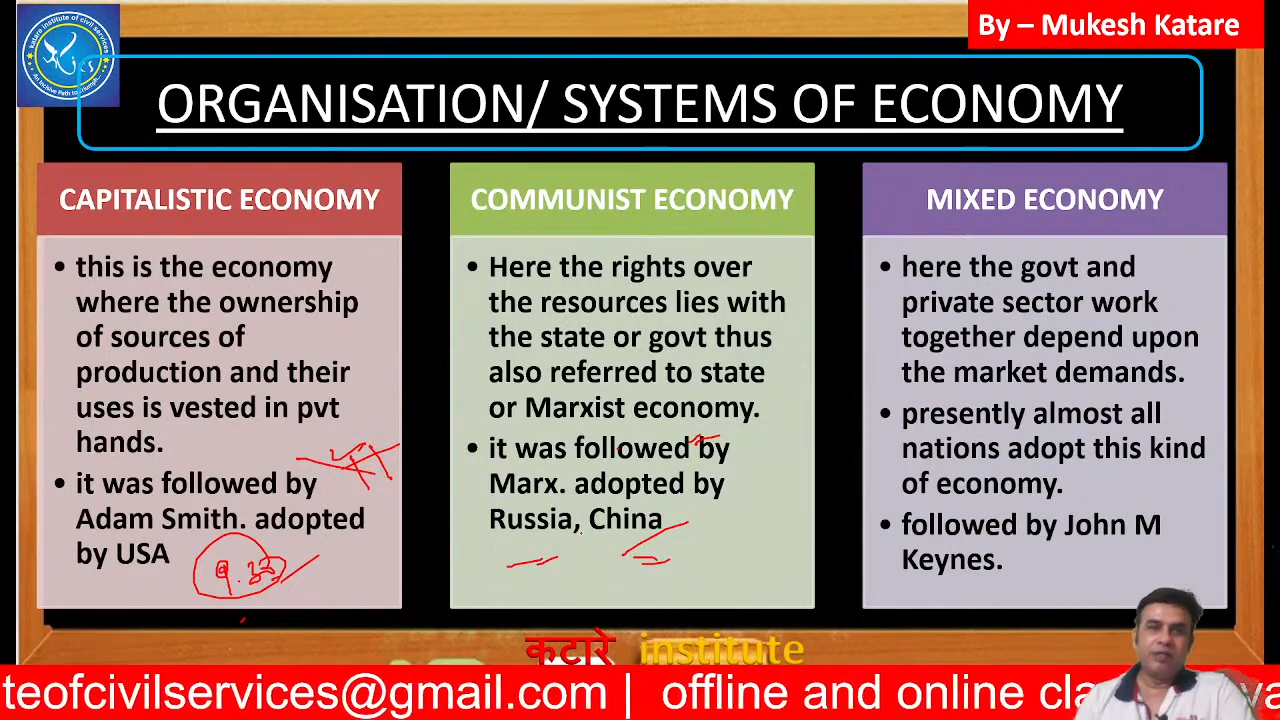 katare institute of civil services
By – Mukesh Katare
ORGANISATION/ SYSTEMS OF ECONOMY
CAPITALISTIC ECONOMY
• this is the economy
where the ownership
of sources of
production and their
uses is vested in pvt
hands.
• it was followed by
Adam Smith. adopted
by USA
COMMUNIST ECONOMY
• Here the rights over
the resources lies with
the state or govt thus
also referred to state
or Marxist economy.
• it was followed by
Marx. adopted by
Russia, China
MIXED ECONOMY
• here the govt and
private sector work
together depend upon
the market demands.
• presently almost all
nations adopt this kind
of economy.
• followed by John M
Keynes.
कटारे institute
teofcivilservices@gmail.com | offline and online cla